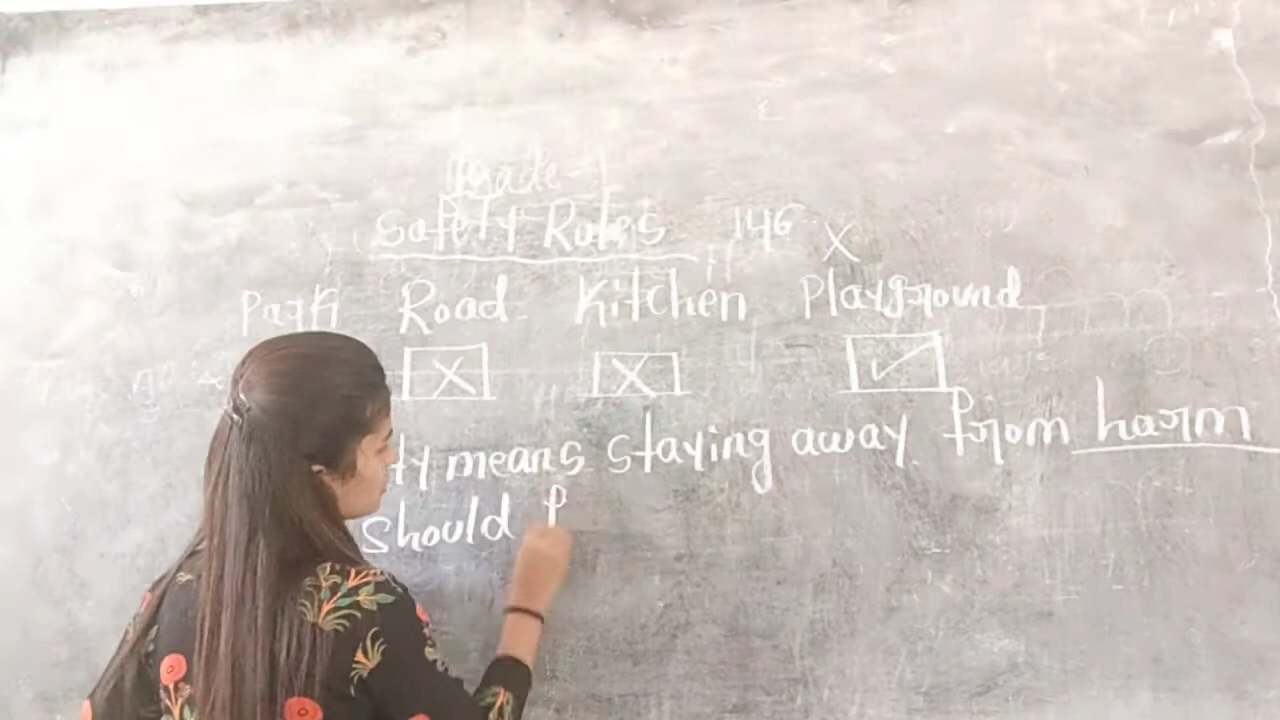 Grade-1
Safety Rules 146
X
Park Road Kitchen Playground
X X ✓
ty means staying away from harm
Should f